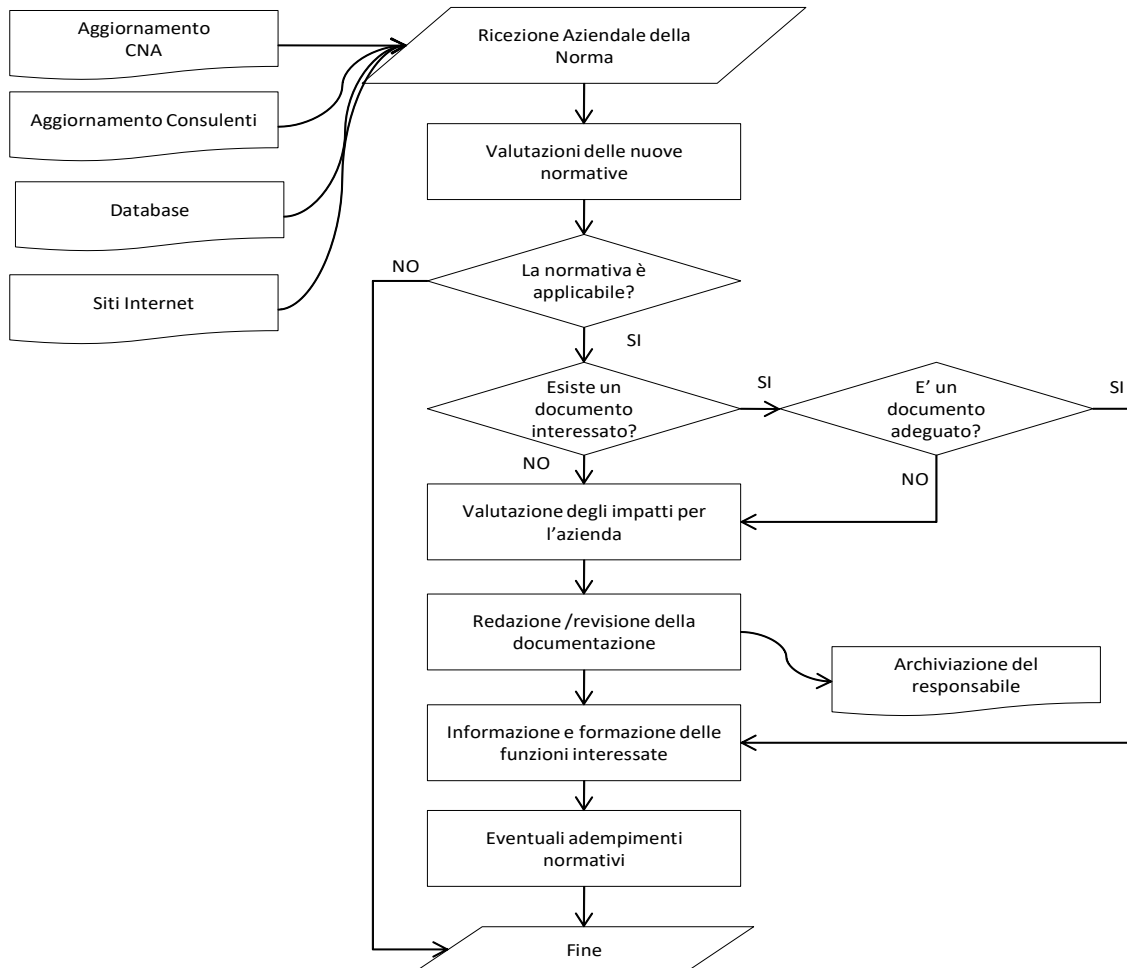 Aggiornamento
CNA
Ricezione Aziendale della
Norma
Aggiornamento Consulenti
Valutazioni delle nuove
normative
Database
NO
La normativa è
applicabile?
Siti Internet
SI
Esiste un
documento
interessato?
SI
E’ un
documento
adeguato?
SI
NO
NO
Valutazione degli impatti per
l’azienda
Redazione /revisione della
documentazione
Archiviazione del
responsabile
Informazione e formazione delle
funzioni interessate
Eventuali adempimenti
normativi
Fine